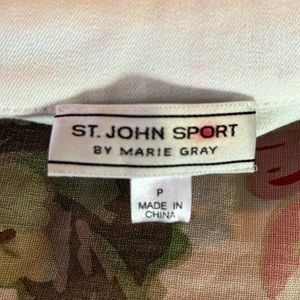 ST. JOHN SPORT
BY MARIE GRAY
P
MADE IN
CHINA